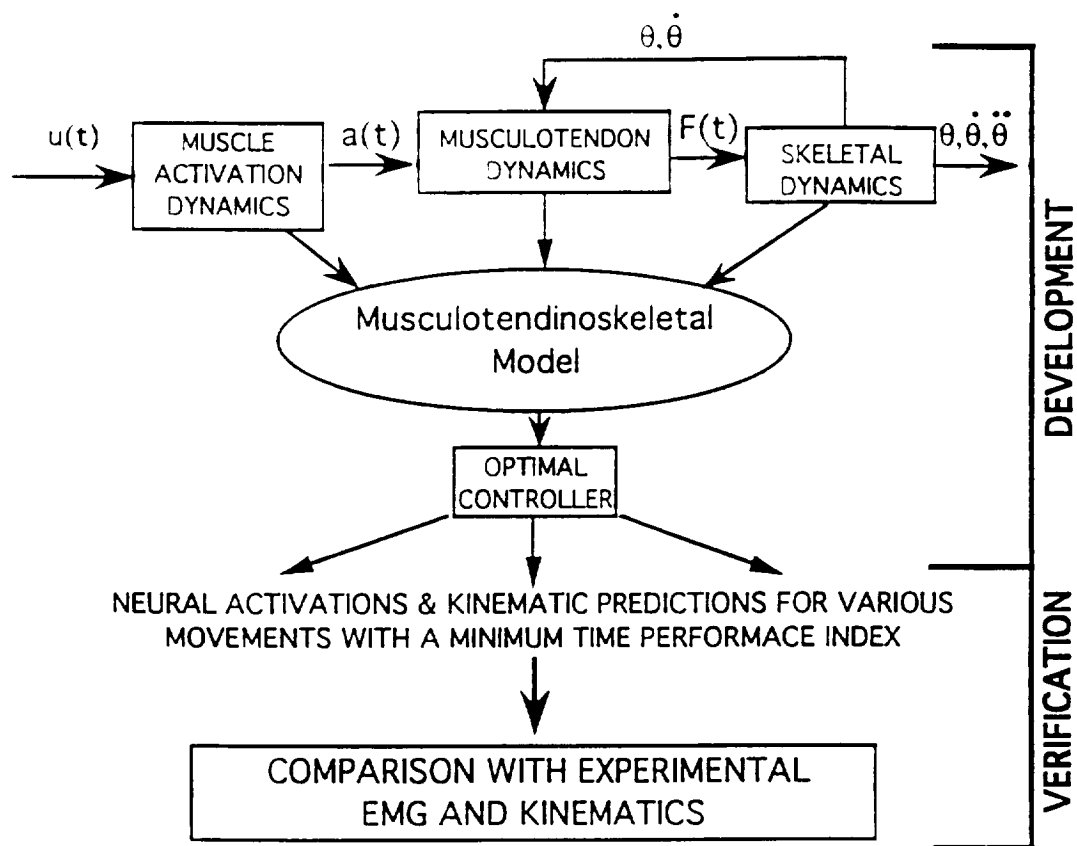 θ, θ̇
u(t)
MUSCLE
ACTIVATION
DYNAMICS
a(t)
MUSCULOTENDON
DYNAMICS
F(t)
SKELETAL
DYNAMICS
θ, θ̇, θ̈
Musculotendinoskeletal
Model
OPTIMAL
CONTROLLER
NEURAL ACTIVATIONS & KINEMATIC PREDICTIONS FOR VARIOUS
MOVEMENTS WITH A MINIMUM TIME PERFORMACE INDEX
COMPARISON WITH EXPERIMENTAL
EMG AND KINEMATICS
DEVELOPMENT
VERIFICATION